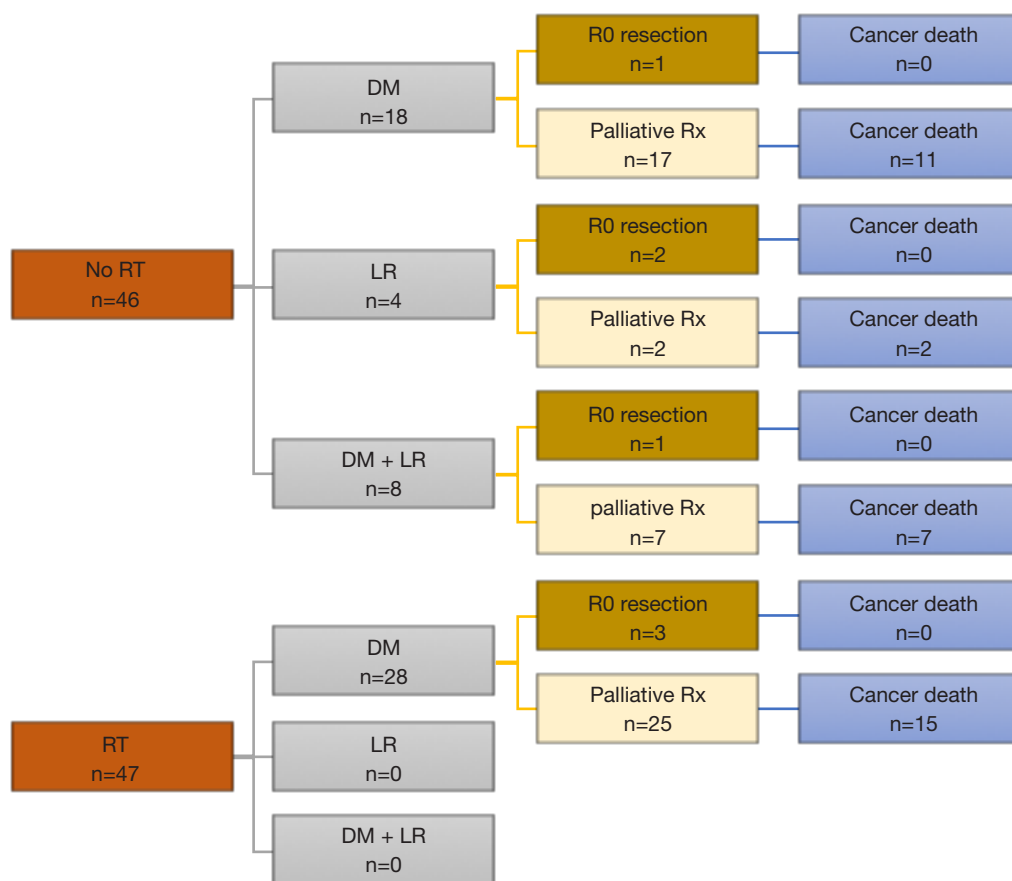 No RT
n=46
DM
n=18
R0 resection
n=1
Cancer death
n=0
Palliative Rx
n=17
Cancer death
n=11
LR
n=4
R0 resection
n=2
Cancer death
n=0
Palliative Rx
n=2
Cancer death
n=2
DM + LR
n=8
R0 resection
n=1
Cancer death
n=0
palliative Rx
n=7
Cancer death
n=7
RT
n=47
DM
n=28
R0 resection
n=3
Cancer death
n=0
Palliative Rx
n=25
Cancer death
n=15
LR
n=0
DM + LR
n=0